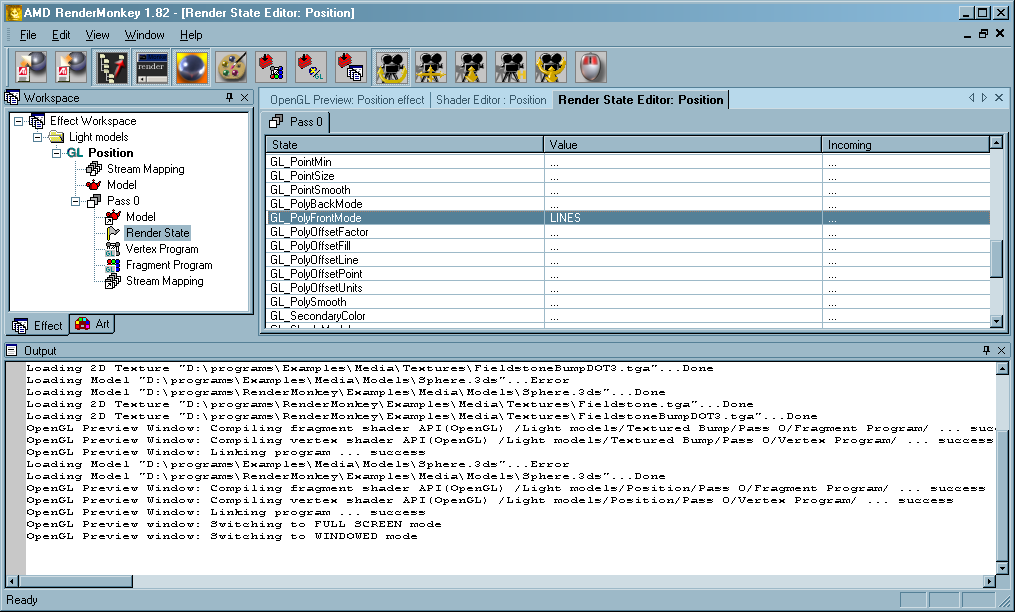 AMD RenderMonkey 1.82 - [Render State Editor: Position]
File Edit View Window Help
render
Workspace
Effect Workspace
Light models
GL Position
Stream Mapping
Model
Pass 0
Model
Render State
Vertex Program
Fragment Program
Stream Mapping
Effect Art
OpenGL Preview: Position effect Shader Editor : Position Render State Editor: Position
Pass 0
State Value Incoming
GL_PointMin ... ...
GL_PointSize ... ...
GL_PointSmooth ... ...
GL_PolyBackMode ... ...
GL_PolyFrontMode LINES ...
GL_PolyOffsetFactor ... ...
GL_PolyOffsetFill ... ...
GL_PolyOffsetLine ... ...
GL_PolyOffsetPoint ... ...
GL_PolyOffsetUnits ... ...
GL_PolySmooth ... ...
GL_SecondaryColor ... ...
Output
Loading 2D Texture "D:\programs\Examples\Media\Textures\FieldstoneBumpDOT3.tga"...Done
Loading Model "D:\programs\Examples\Media\Models\Sphere.3ds"...Error
Loading Model "D:\programs\RenderMonkey\Examples\Media\Models\Sphere.3ds"...Done
Loading 2D Texture "D:\programs\RenderMonkey\Examples\Media\Textures\Fieldstone.tga"...Done
Loading 2D Texture "D:\programs\RenderMonkey\Examples\Media\Textures\FieldstoneBumpDOT3.tga"...Done
OpenGL Preview Window: Compiling fragment shader API(OpenGL) /Light models/Textured Bump/Pass 0/Fragment Program/ ... succ
OpenGL Preview Window: Compiling vertex shader API(OpenGL) /Light models/Textured Bump/Pass 0/Vertex Program/ ... success
OpenGL Preview Window: Linking program ... success
Loading Model "D:\programs\Examples\Media\Models\Sphere.3ds"...Error
Loading Model "D:\programs\RenderMonkey\Examples\Media\Models\Sphere.3ds"...Done
OpenGL Preview Window: Compiling fragment shader API(OpenGL) /Light models/Position/Pass 0/Fragment Program/ ... success
OpenGL Preview Window: Compiling vertex shader API(OpenGL) /Light models/Position/Pass 0/Vertex Program/ ... success
OpenGL Preview Window: Linking program ... success
OpenGL Preview window: Switching to FULL SCREEN mode
OpenGL Preview window: Switching to WINDOWED mode
Ready